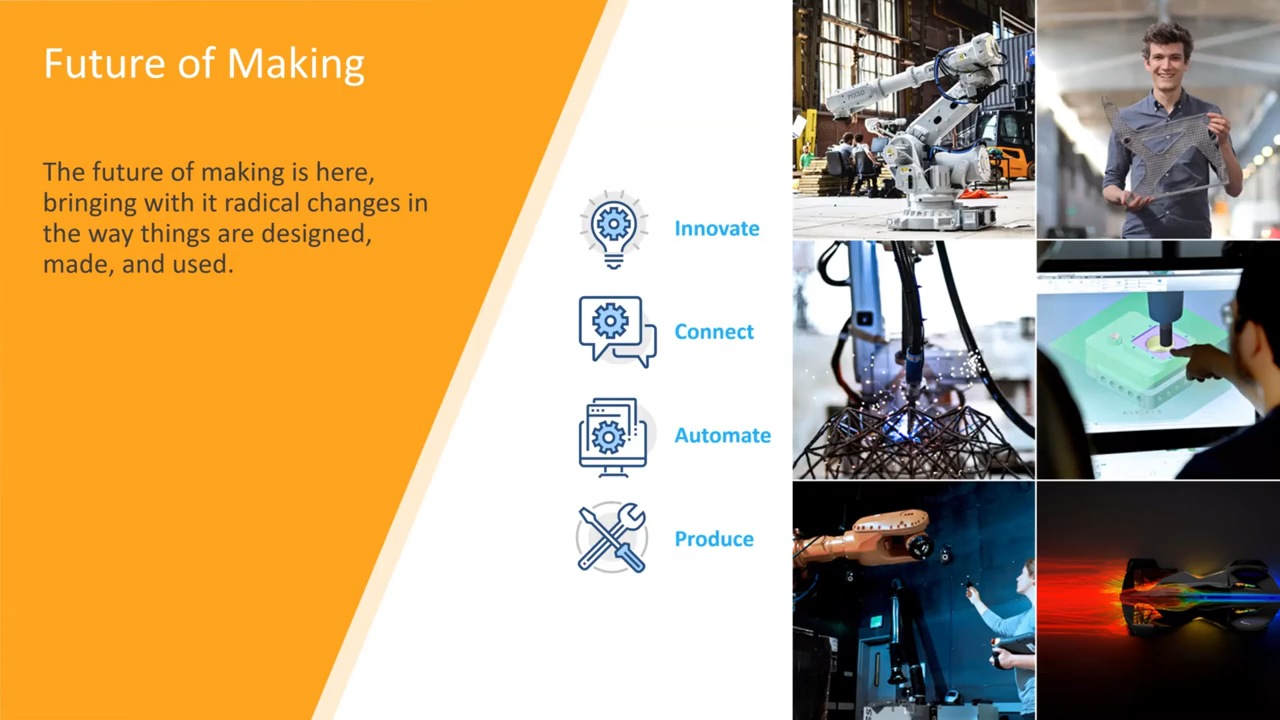 Future of Making
The future of making is here,
bringing with it radical changes in
the way things are designed,
made, and used.
Innovate
Connect
Automate
Produce